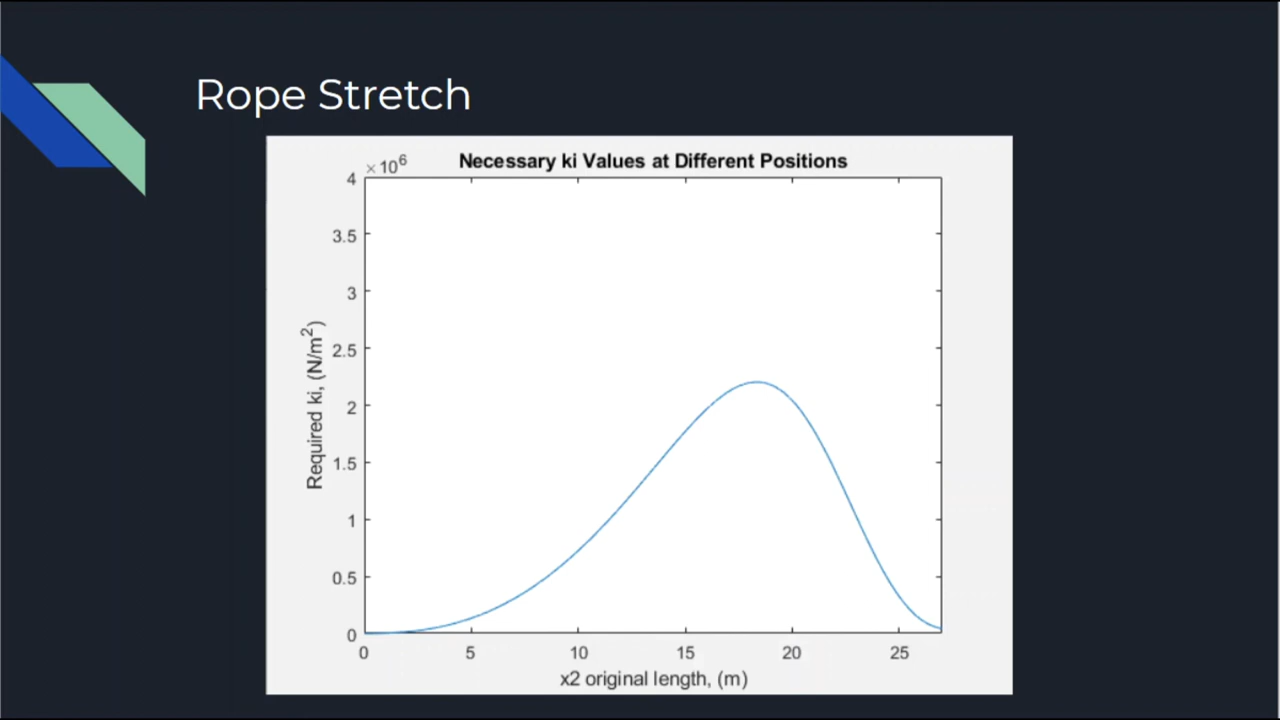 Rope Stretch
Necessary ki Values at Different Positions
×10^6
4
3.5
3
2.5
2
1.5
1
0.5
0
Required ki, (N/m^2)
0 5 10 15 20 25
x2 original length, (m)